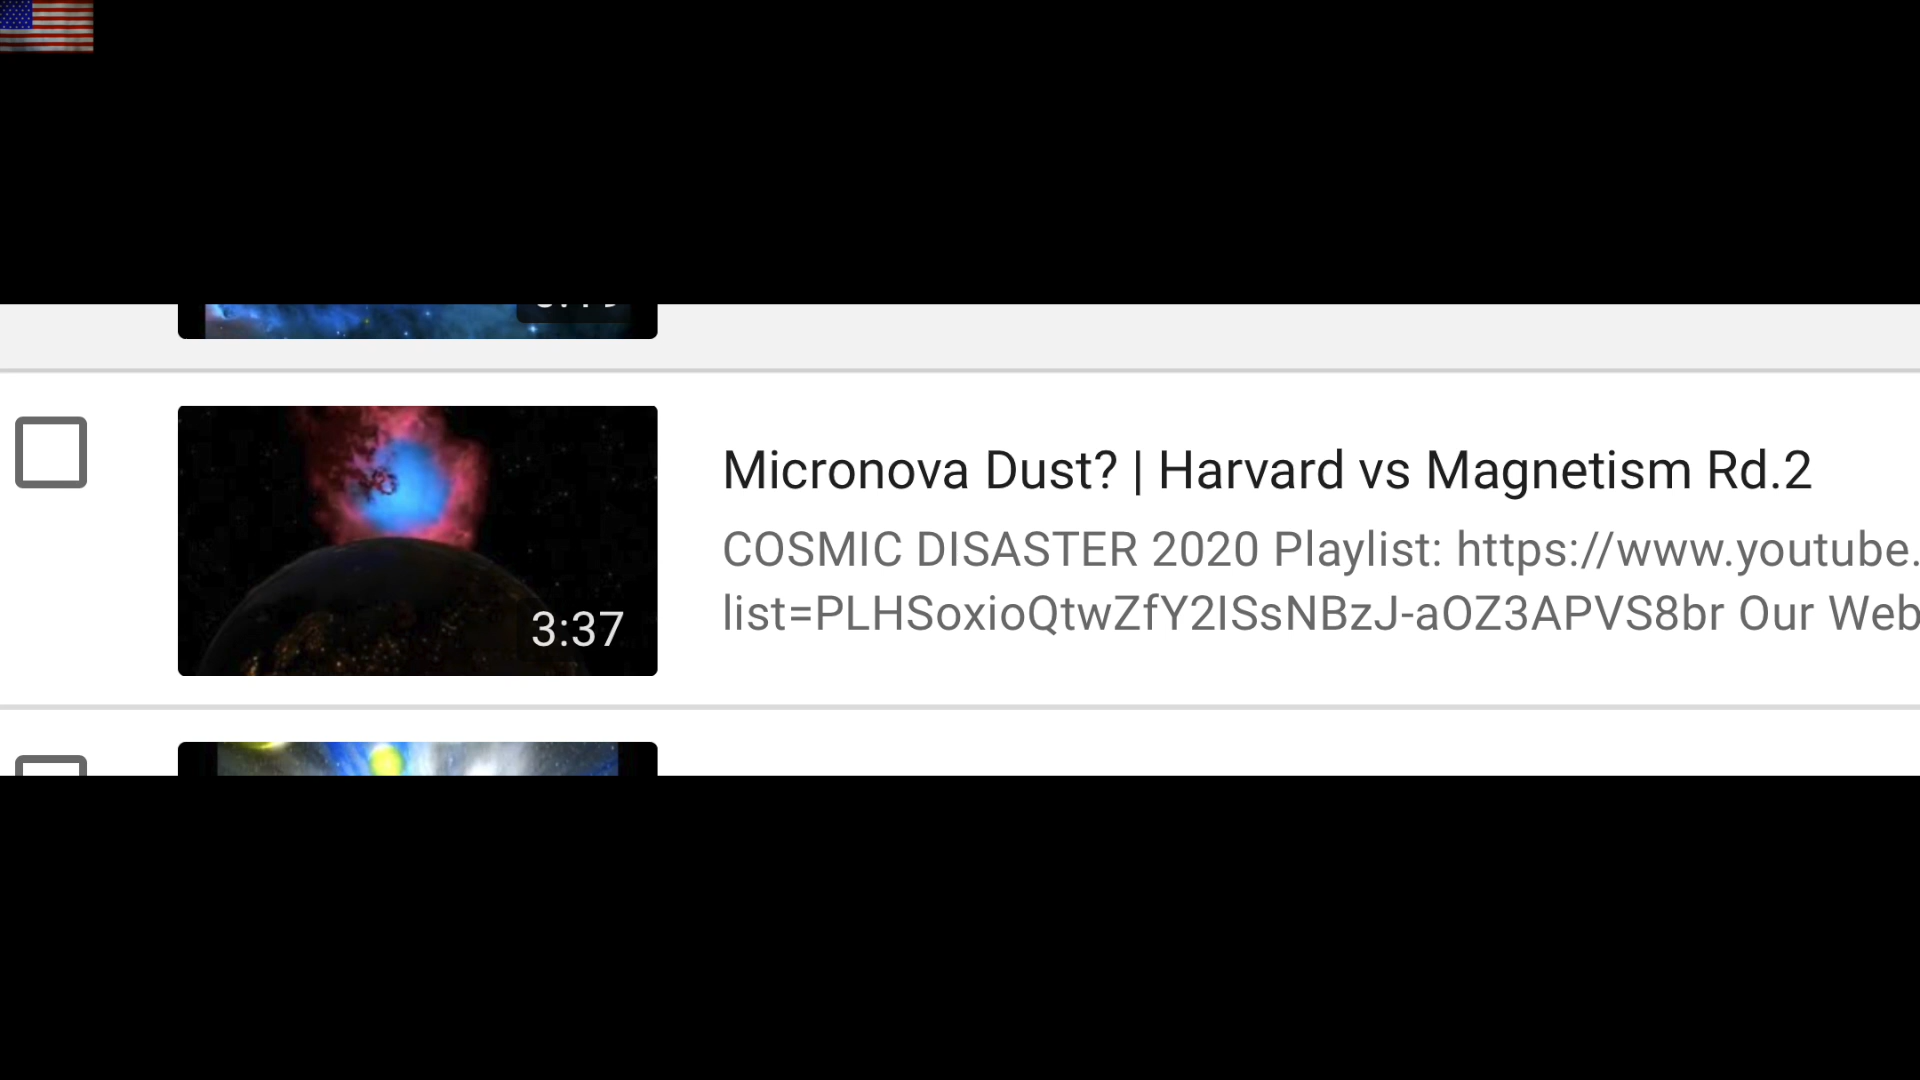 Micronova Dust? | Harvard vs Magnetism Rd.2
COSMIC DISASTER 2020 Playlist: https://www.youtube.
list=PLHSoxioQtwZfY2ISsNBzJ-aOZ3APVS8br Our Web
3:37